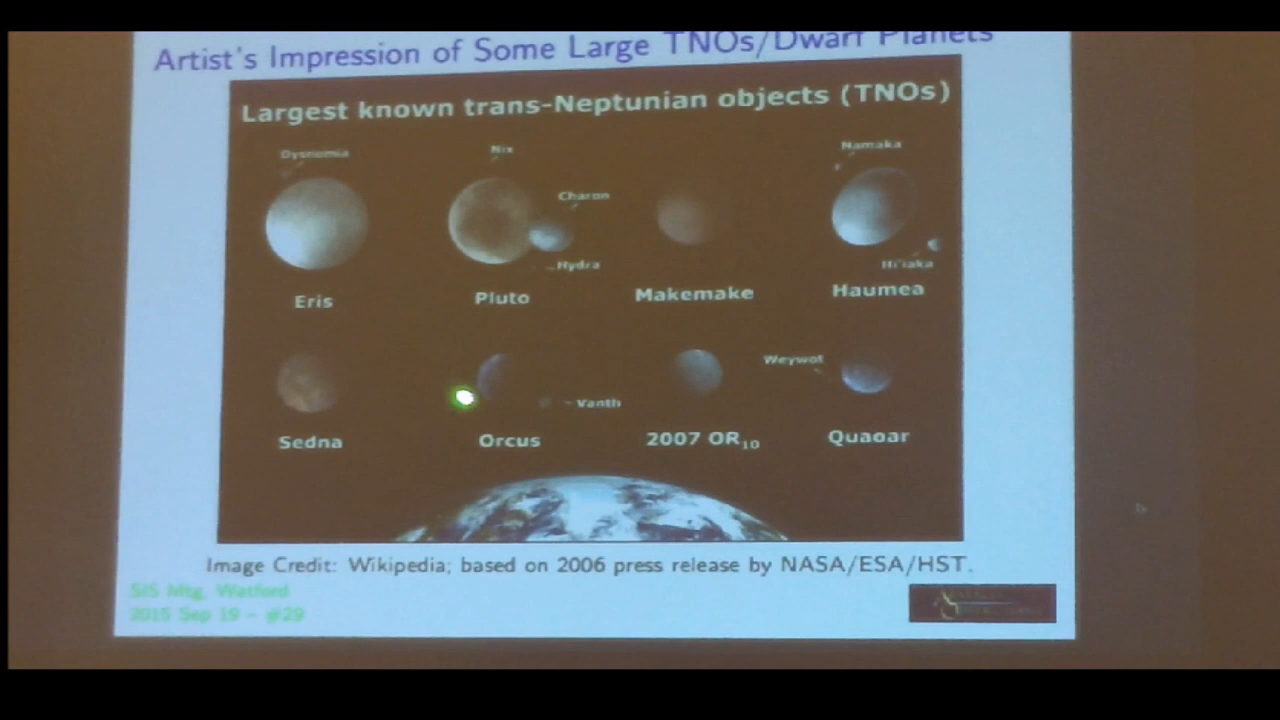 Artist's Impression of Some Large TNOs/Dwarf Planets
Largest known trans-Neptunian objects (TNOs)
Dysnomia
Nix
Charon
Hydra
Namaka
Hi'iaka
Eris
Pluto
Makemake
Haumea
Weywot
Vanth
Sedna
Orcus
2007 OR10
Quaoar
Image Credit: Wikipedia; based on 2006 press release by NASA/ESA/HST.
SIS Mtg, Watford
2015 Sep 19 - #29